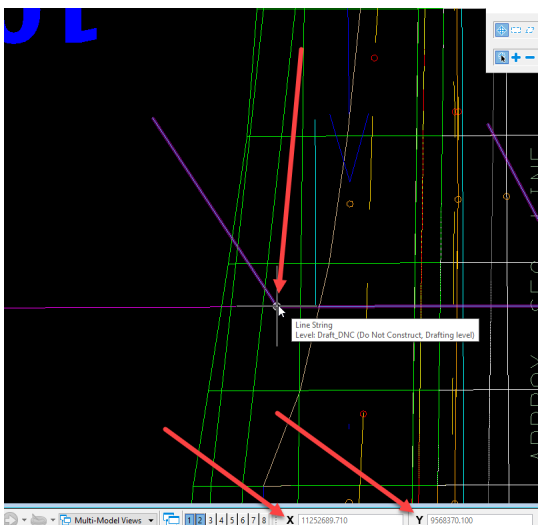 Line String
Level: Draft_DNC (Do Not Construct, Drafting level)
Multi-Model Views
1 2 3 4 5 6 7 8
X 11252689.710
Y 9568370.100